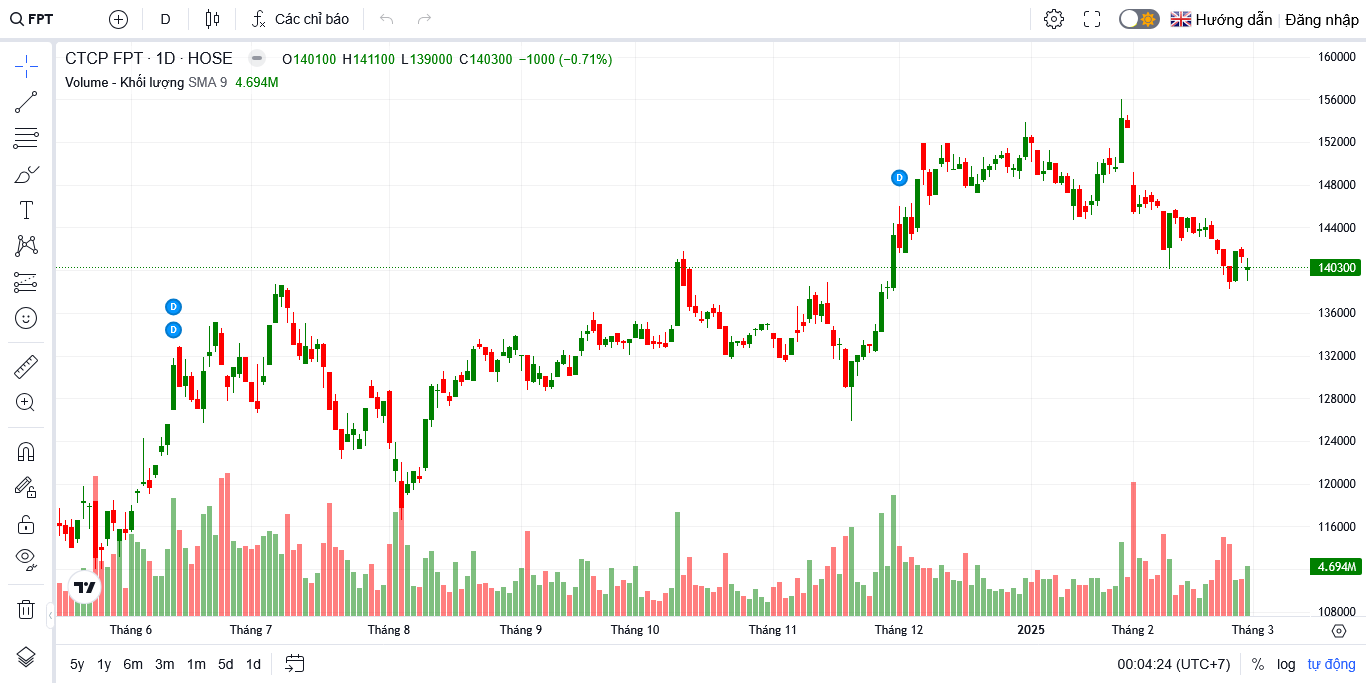 FPT D Các chỉ báo Hướng dẫn Đăng nhập
CTCP FPT · 1D · HOSE O140100 H141100 L139000 C140300 −1000 (−0.71%)
Volume - Khối lượng SMA 9 4.694M
160000
156000
152000
148000
144000
140300
136000
132000
128000
124000
120000
116000
4.694M
108000
D
D
D
Tháng 6 Tháng 7 Tháng 8 Tháng 9 Tháng 10 Tháng 11 Tháng 12 2025 Tháng 2 Tháng 3
5y 1y 6m 3m 1m 5d 1d 00:04:24 (UTC+7) % log tự động